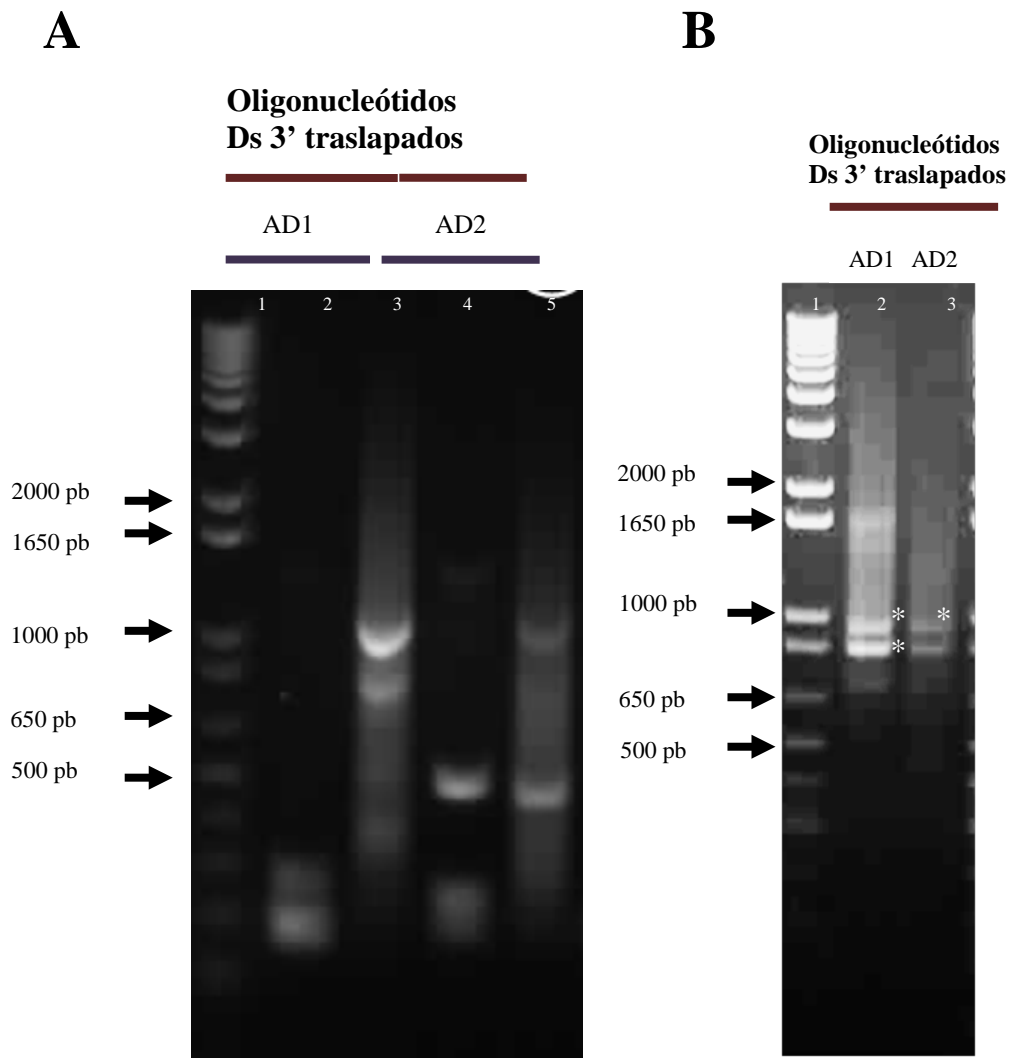 A
B
Oligonucleótidos
Ds 3’ traslapados
AD1 AD2
1 2 3 4 5
2000 pb
1650 pb
1000 pb
650 pb
500 pb
Oligonucleótidos
Ds 3’ traslapados
AD1 AD2
1 2 3
2000 pb
1650 pb
1000 pb
* *
*
650 pb
500 pb